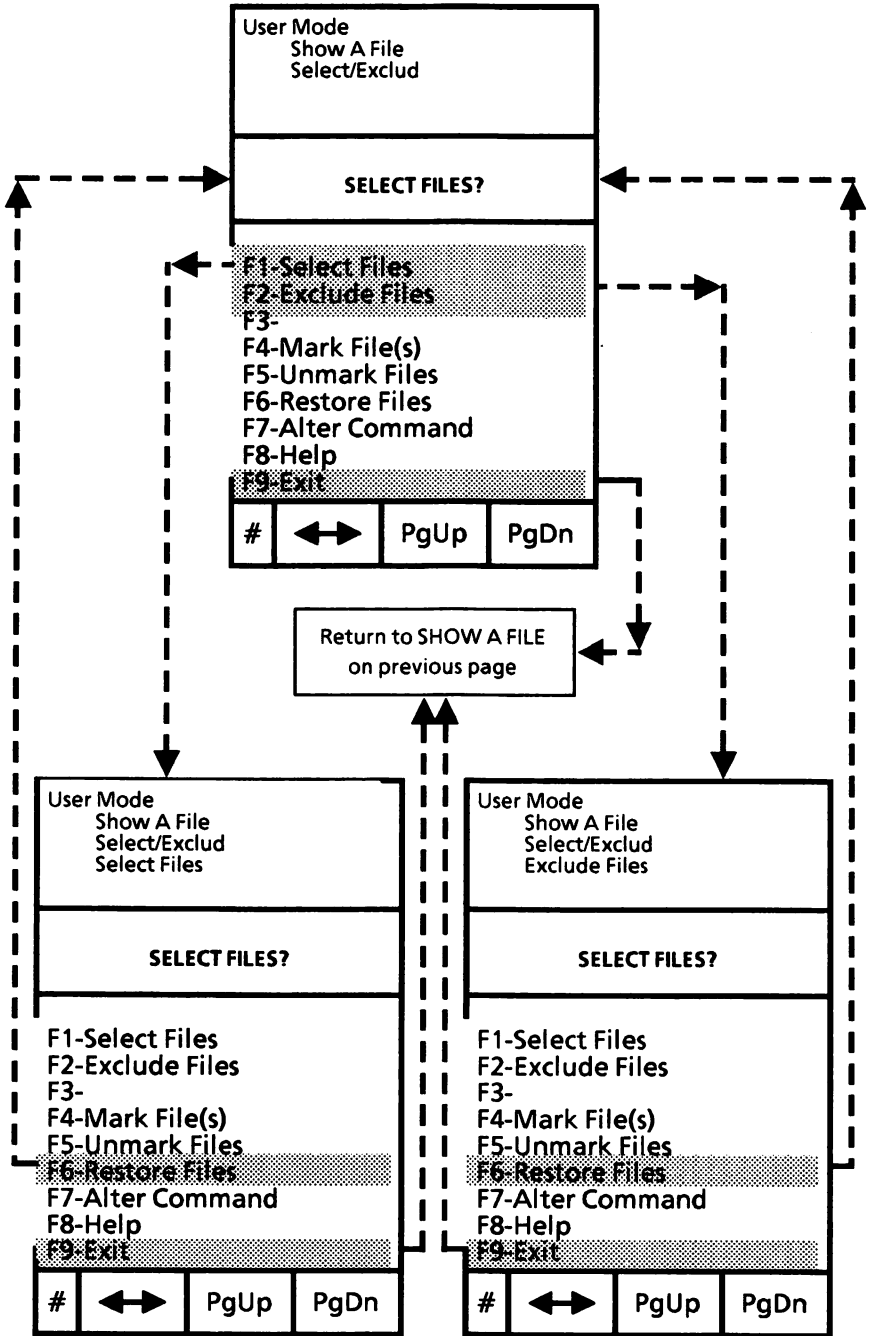 User Mode
Show A File
Select/Exclud
SELECT FILES?
F1-Select Files
F2-Exclude Files
F3-
F4-Mark File(s)
F5-Unmark Files
F6-Restore Files
F7-Alter Command
F8-Help
F9-Exit
# PgUp PgDn
Return to SHOW A FILE
on previous page
User Mode
Show A File
Select/Exclud
Select Files
SELECT FILES?
F1-Select Files
F2-Exclude Files
F3-
F4-Mark File(s)
F5-Unmark Files
F6-Restore Files
F7-Alter Command
F8-Help
F9-Exit
# PgUp PgDn
User Mode
Show A File
Select/Exclud
Exclude Files
SELECT FILES?
F1-Select Files
F2-Exclude Files
F3-
F4-Mark File(s)
F5-Unmark Files
F6-Restore Files
F7-Alter Command
F8-Help
F9-Exit
# PgUp PgDn